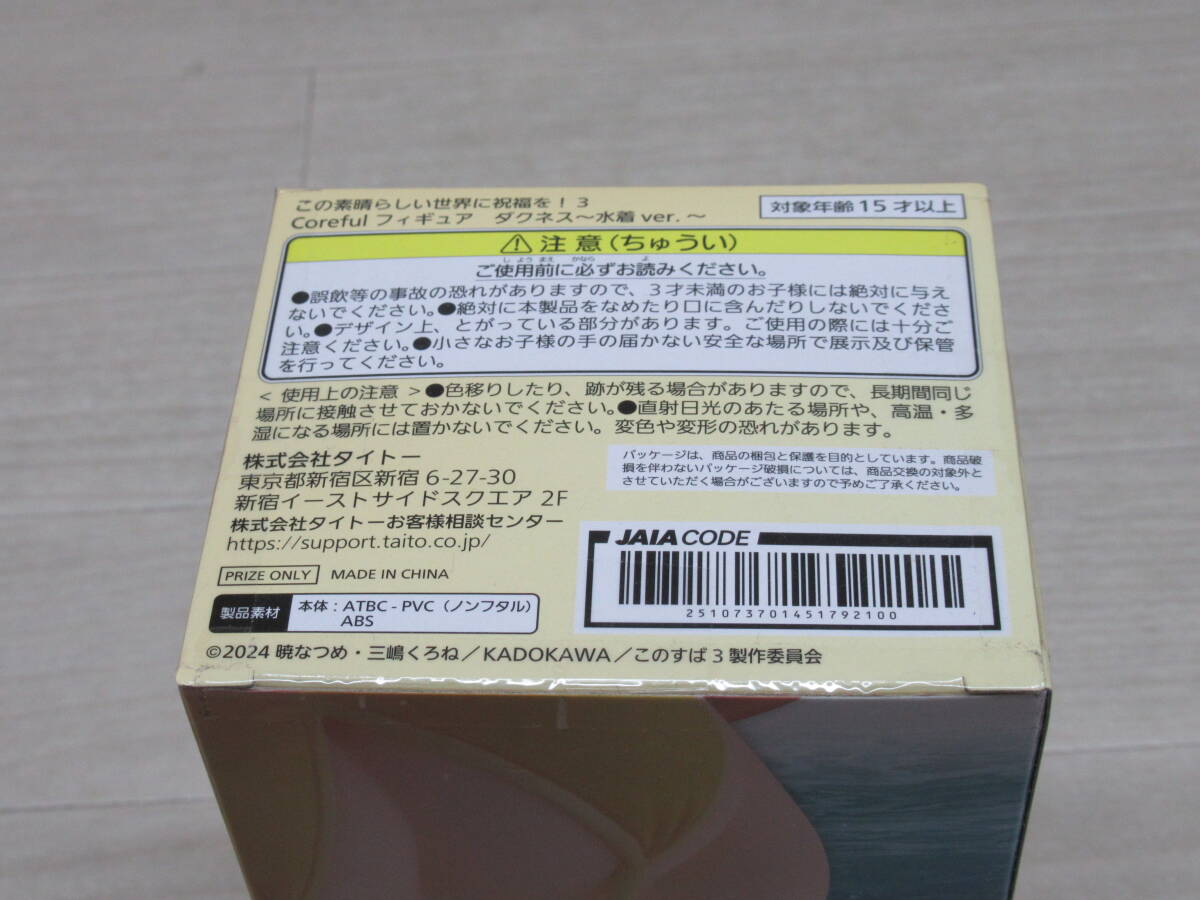 この素晴らしい世界に祝福を！3
Coreful フィギュア　ダクネス～水着 ver. ～
対象年齢 15 才以上
⚠ 注 意（ちゅうい）
ご使用前に必ずお読みください。
●誤飲等の事故の恐れがありますので、３才未満のお子様には絶対に与え
ないでください。●絶対に本製品をなめたり口に含んだりしないでくださ
い。●デザイン上、とがっている部分があります。ご使用の際には十分ご
注意ください。●小さなお子様の手の届かない安全な場所で展示及び保管
を行ってください。
＜ 使用上の注意 ＞●色移りしたり、跡が残る場合がありますので、長期間同じ
場所に接触させておかないでください。●直射日光のあたる場所や、高温・多
湿になる場所には置かないでください。変色や変形の恐れがあります。
株式会社タイトー
東京都新宿区新宿 6-27-30
新宿イーストサイドスクエア 2F
株式会社タイトーお客様相談センター
https://support.taito.co.jp/
パッケージは、商品の梱包と保護を目的としています。商品破
損を伴わないパッケージ破損については、商品交換の対象外と
させていただく場合がございますので予めご了承ください。
PRIZE ONLY MADE IN CHINA
JAIA CODE
251073701451792100
製品素材 本体：ATBC - PVC（ノンフタル）
ABS
©2024 暁なつめ・三嶋くろね／KADOKAWA／このすば３製作委員会